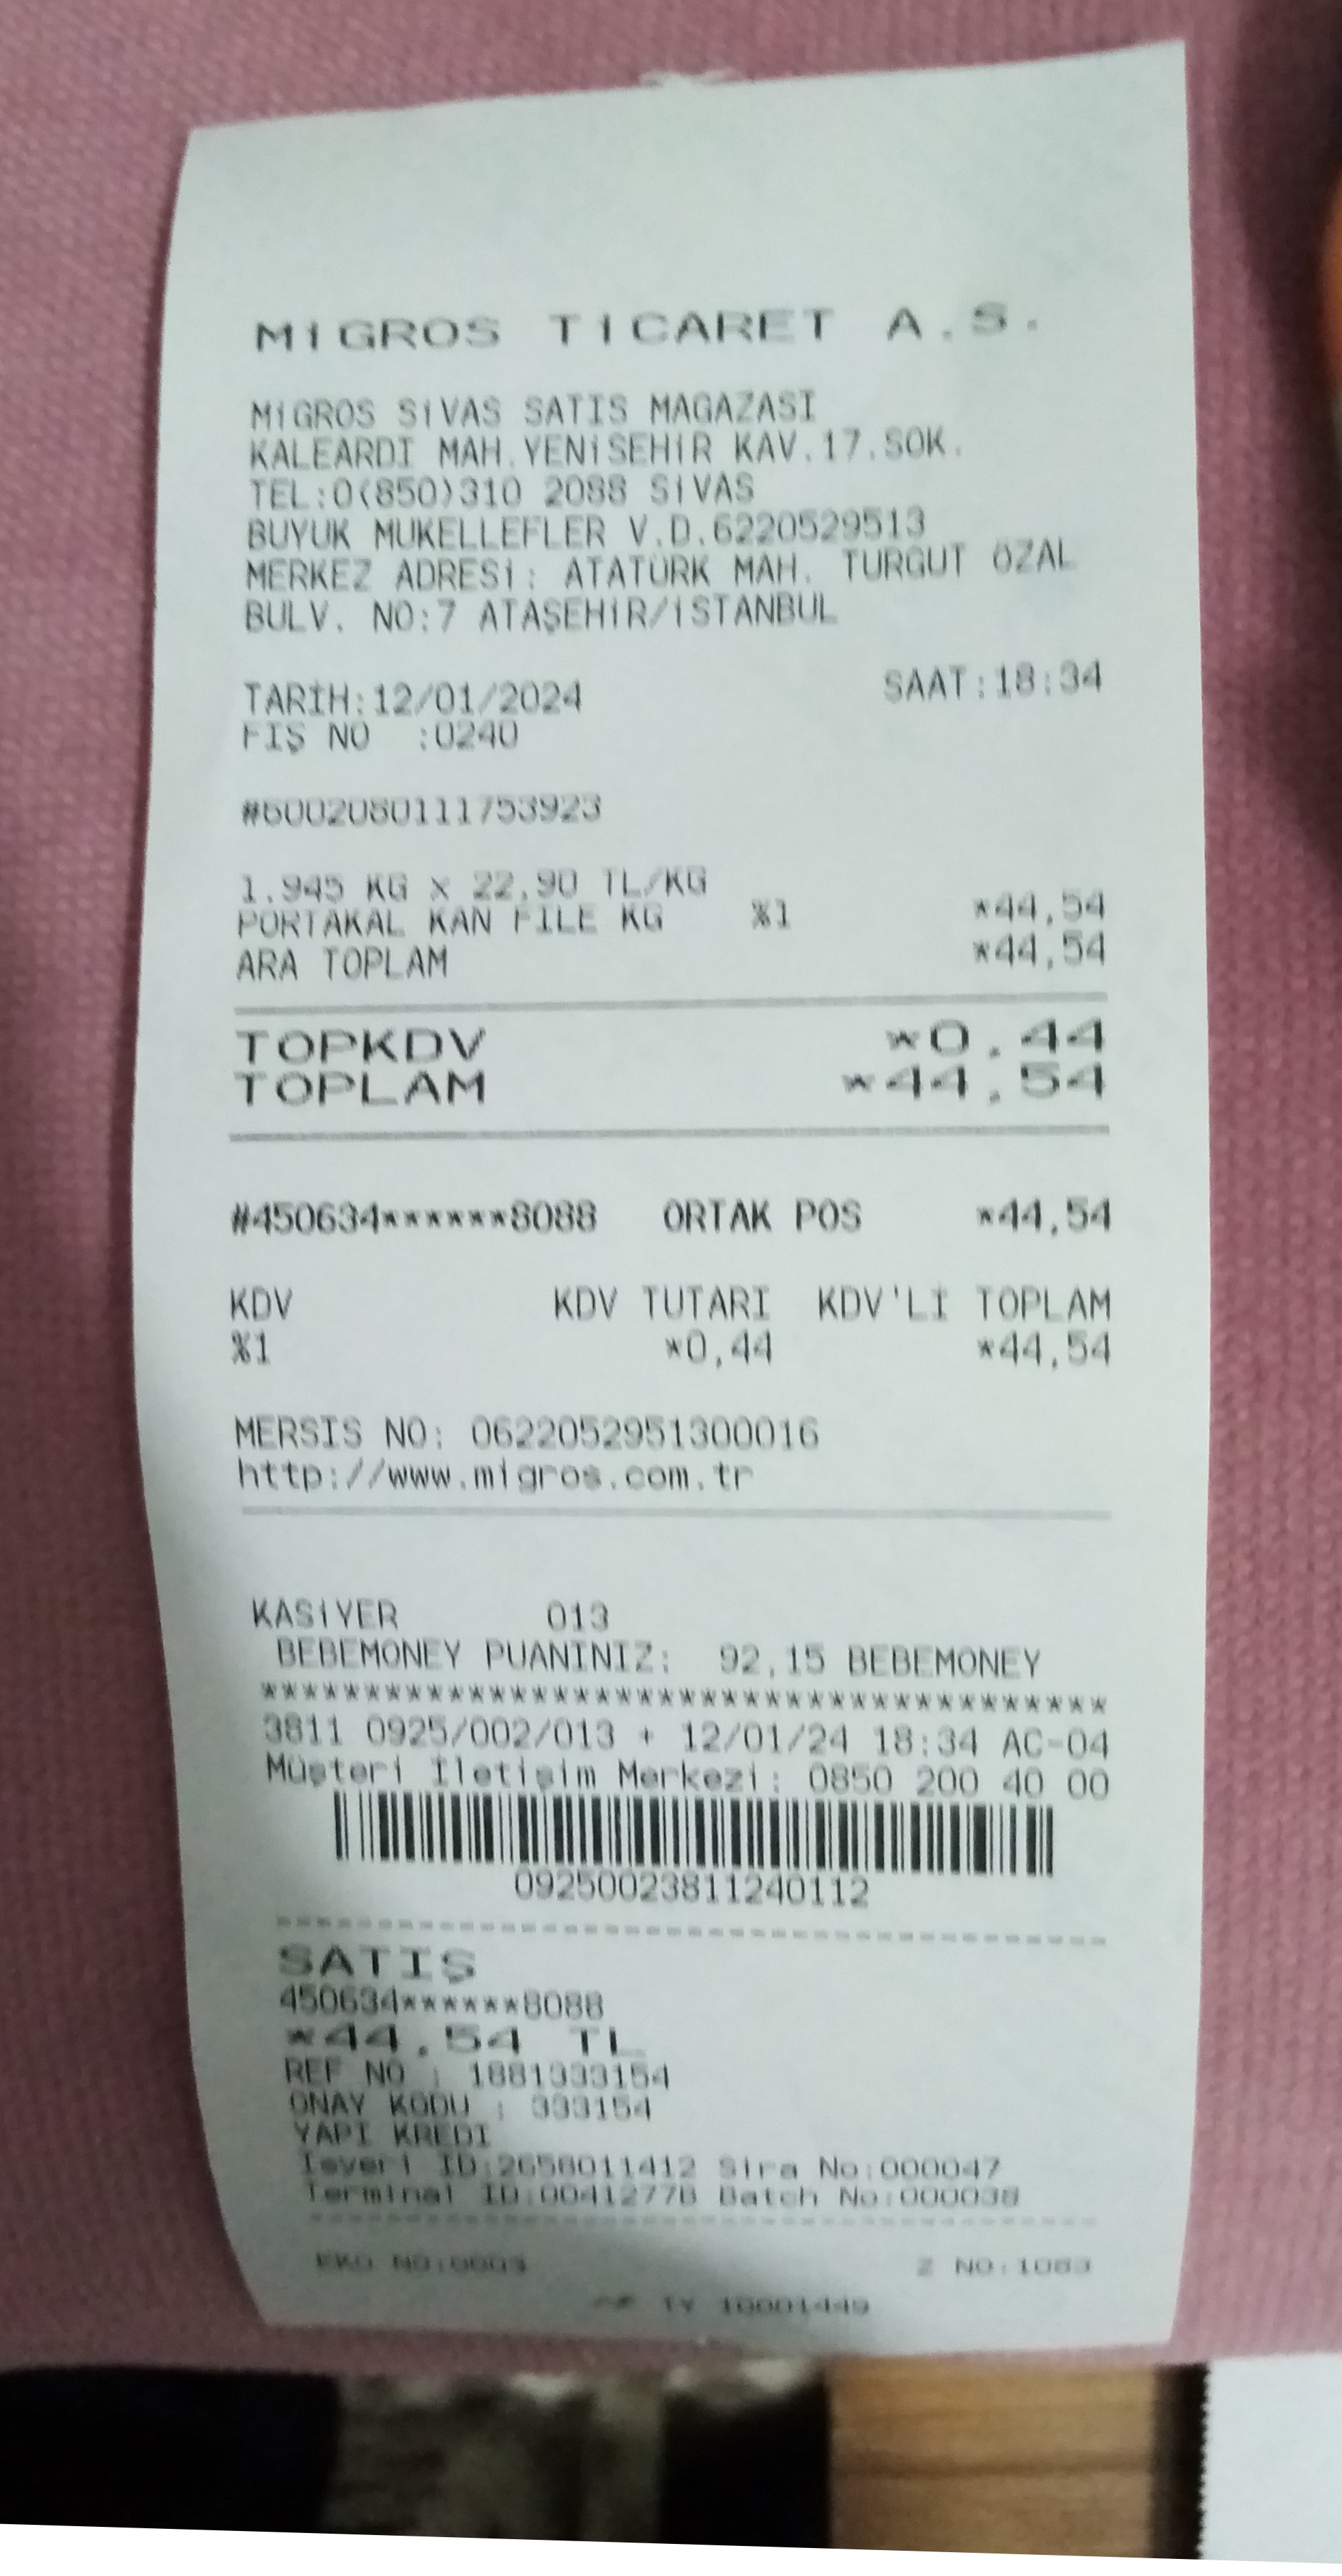 MiGROS TiCARET A.S.
MiGROS SiVAS SATIS MAGAZASI
KALEARDI MAH.YENiSEHiR KAV.17.SOK.
TEL:0(850)310 2088 SiVAS
BUYUK MUKELLEFLER V.D.6220529513
MERKEZ ADRESi: ATATÜRK MAH. TURGUT ÖZAL
BULV. NO:7 ATAŞEHiR/iSTANBUL
TARİH:12/01/2024 SAAT:18:34
FİŞ NO :0240
#6002080111753923
1.945 KG x 22,90 TL/KG
PORTAKAL KAN FILE KG %1 *44,54
ARA TOPLAM *44,54
TOPKDV *0,44
TOPLAM *44,54
#450634******8088 ORTAK POS *44,54
KDV KDV TUTARI KDV'Lİ TOPLAM
%1 *0,44 *44,54
MERSIS NO: 0622052951300016
http://www.migros.com.tr
KASiYER 013
BEBEMONEY PUANINIZ: 92,15 BEBEMONEY
****************************************
3811 0925/002/013 + 12/01/24 18:34 AC-04
Müşteri İletişim Merkezi: 0850 200 40 00
09250023811240112
SATIŞ
450634******8088
*44,54 TL
REF NO : 1881333154
ONAY KODU : 333154
YAPI KREDI
Isyeri ID:2658011412 Sira No:000047
Terminal ID:00412778 Batch No:000038
EKÜ NO:0003 Z NO:1083